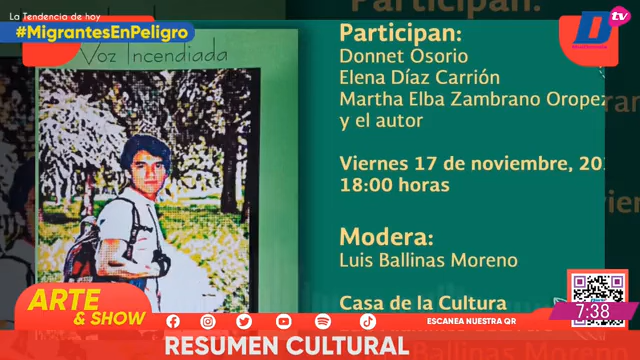 La Tendencia de hoy
#MigrantesEnPeligro
tv
Voz Incendiada
Participan:
Donnet Osorio
Elena Díaz Carrión
Martha Elba Zambrano Orope
y el autor
Viernes 17 de noviembre, 20
18:00 horas
Modera:
Luis Ballinas Moreno
Casa de la Cultura
ARTE
& SHOW
ESCANEA NUESTRA QR
7:38
RESUMEN CULTURAL